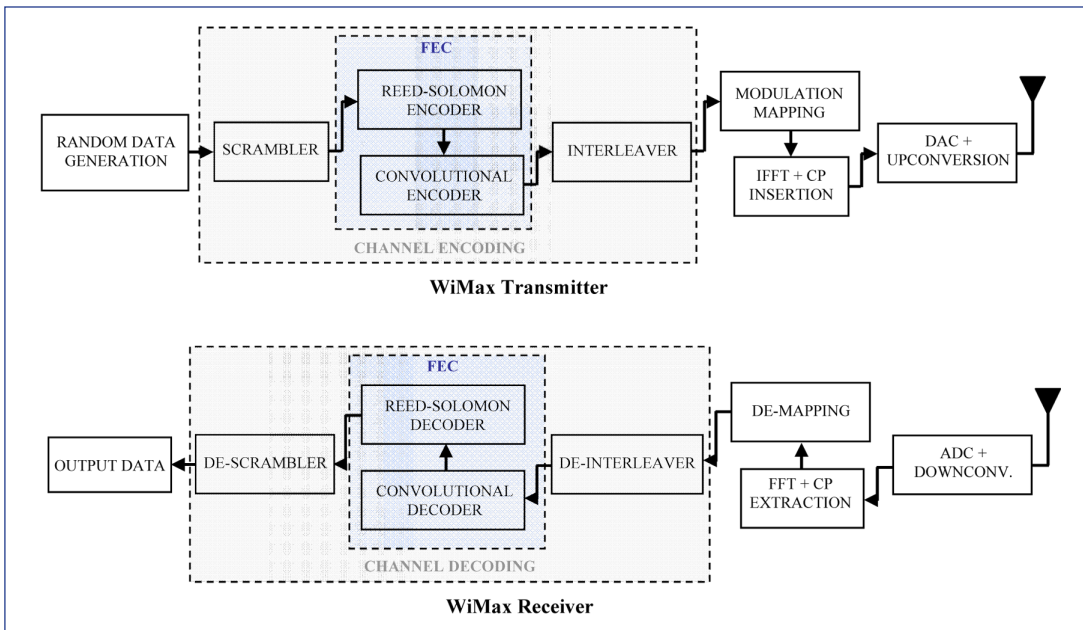 FEC
REED-SOLOMON
ENCODER
MODULATION
MAPPING
RANDOM DATA
GENERATION
SCRAMBLER
CONVOLUTIONAL
ENCODER
INTERLEAVER
IFFT + CP
INSERTION
DAC +
UPCONVERSION
CHANNEL ENCODING
WiMax Transmitter
FEC
REED-SOLOMON
DECODER
DE-MAPPING
OUTPUT DATA
DE-SCRAMBLER
CONVOLUTIONAL
DECODER
DE-INTERLEAVER
FFT + CP
EXTRACTION
ADC +
DOWNCONV.
CHANNEL DECODING
WiMax Receiver